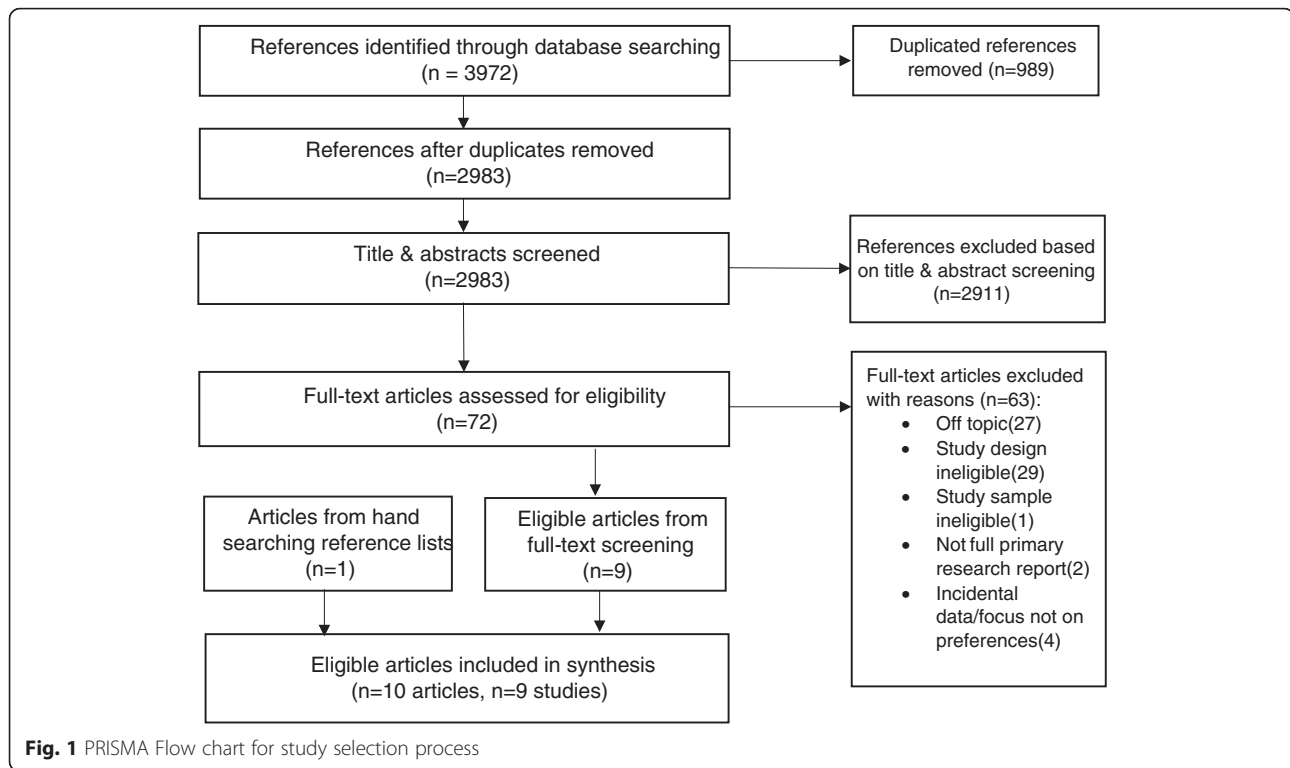 References identified through database searching
(n = 3972)
Duplicated references
removed (n=989)
References after duplicates removed
(n=2983)
Title & abstracts screened
(n=2983)
References excluded based
on title & abstract screening
(n=2911)
Full-text articles assessed for eligibility
(n=72)
Full-text articles excluded
with reasons (n=63):
• Off topic(27)
• Study design
ineligible(29)
• Study sample
ineligible(1)
• Not full primary
research report(2)
• Incidental
data/focus not on
preferences(4)
Articles from hand
searching reference lists
(n=1)
Eligible articles from
full-text screening
(n=9)
Eligible articles included in synthesis
(n=10 articles, n=9 studies)
Fig. 1 PRISMA Flow chart for study selection process